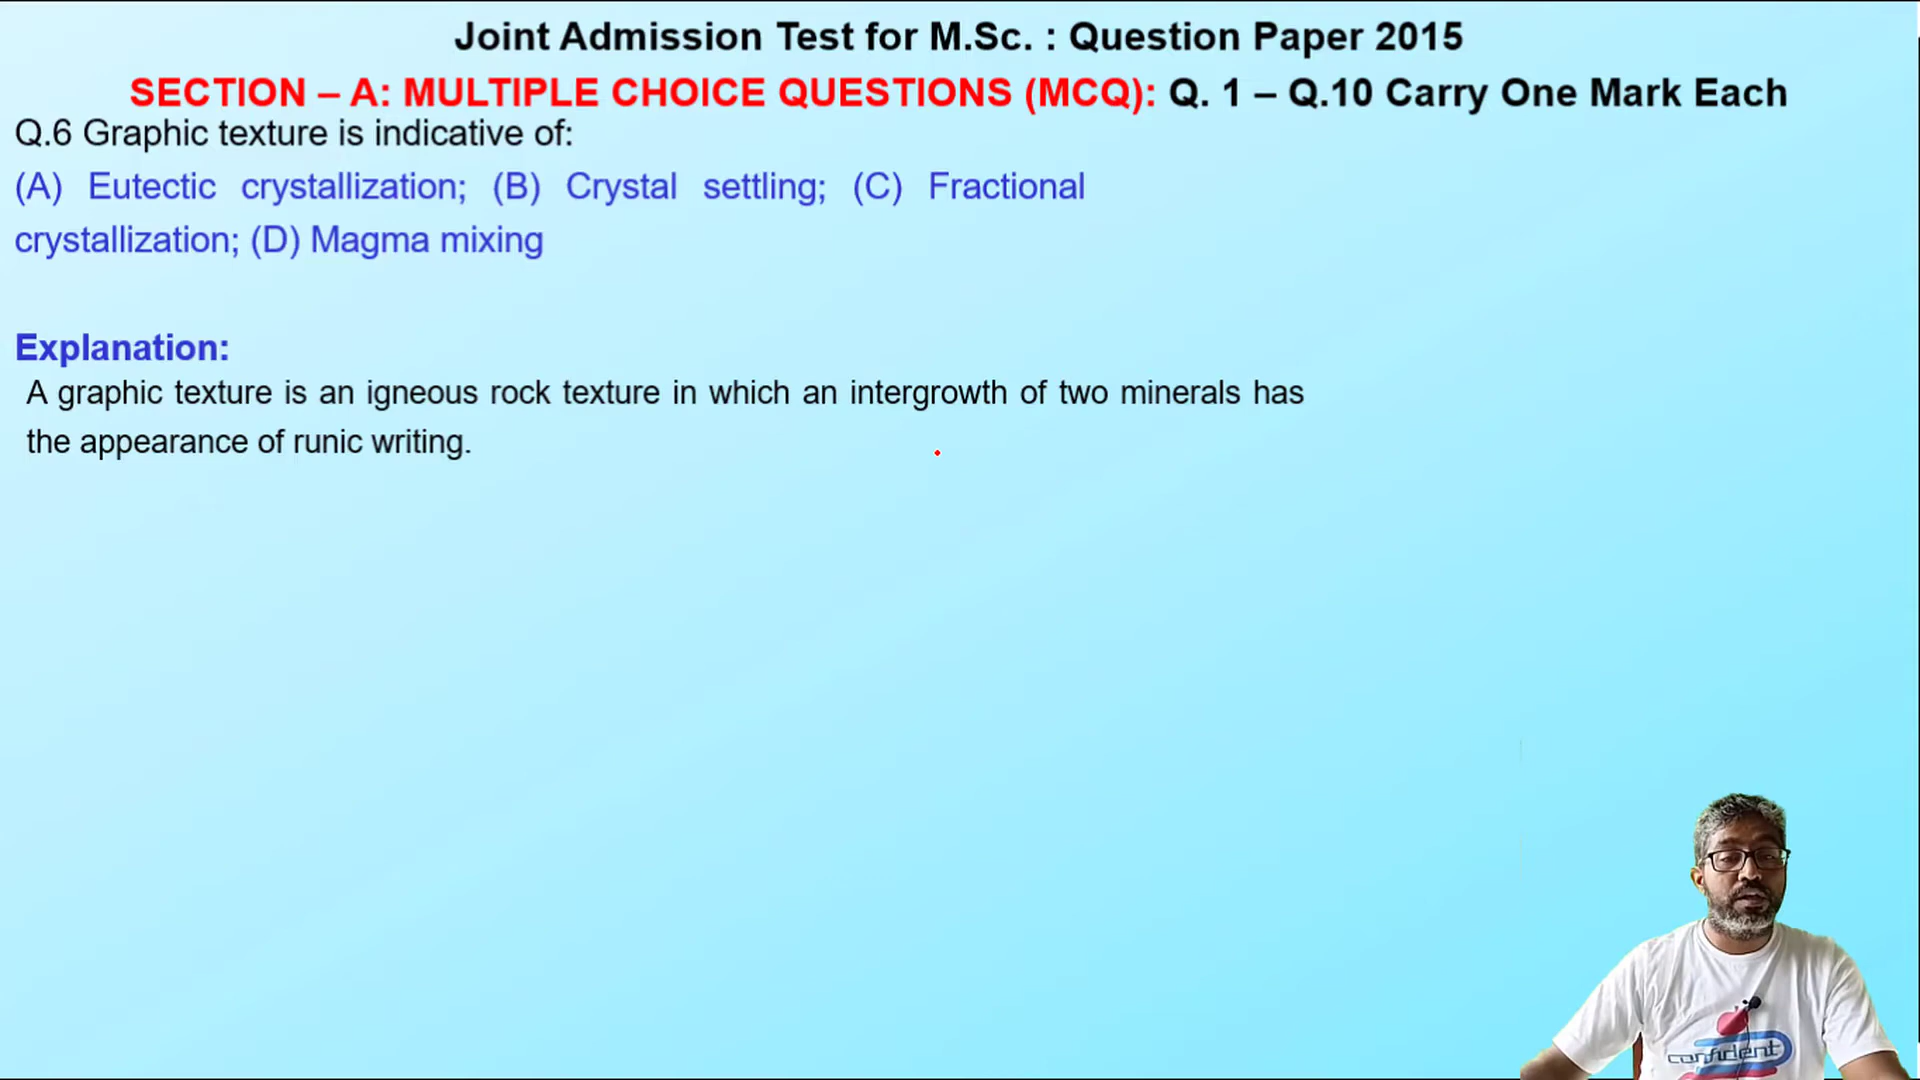 Joint Admission Test for M.Sc. : Question Paper 2015
SECTION – A: MULTIPLE CHOICE QUESTIONS (MCQ): Q. 1 – Q.10 Carry One Mark Each
Q.6 Graphic texture is indicative of:
(A) Eutectic crystallization; (B) Crystal settling; (C) Fractional
crystallization; (D) Magma mixing
Explanation:
A graphic texture is an igneous rock texture in which an intergrowth of two minerals has
the appearance of runic writing.
confident